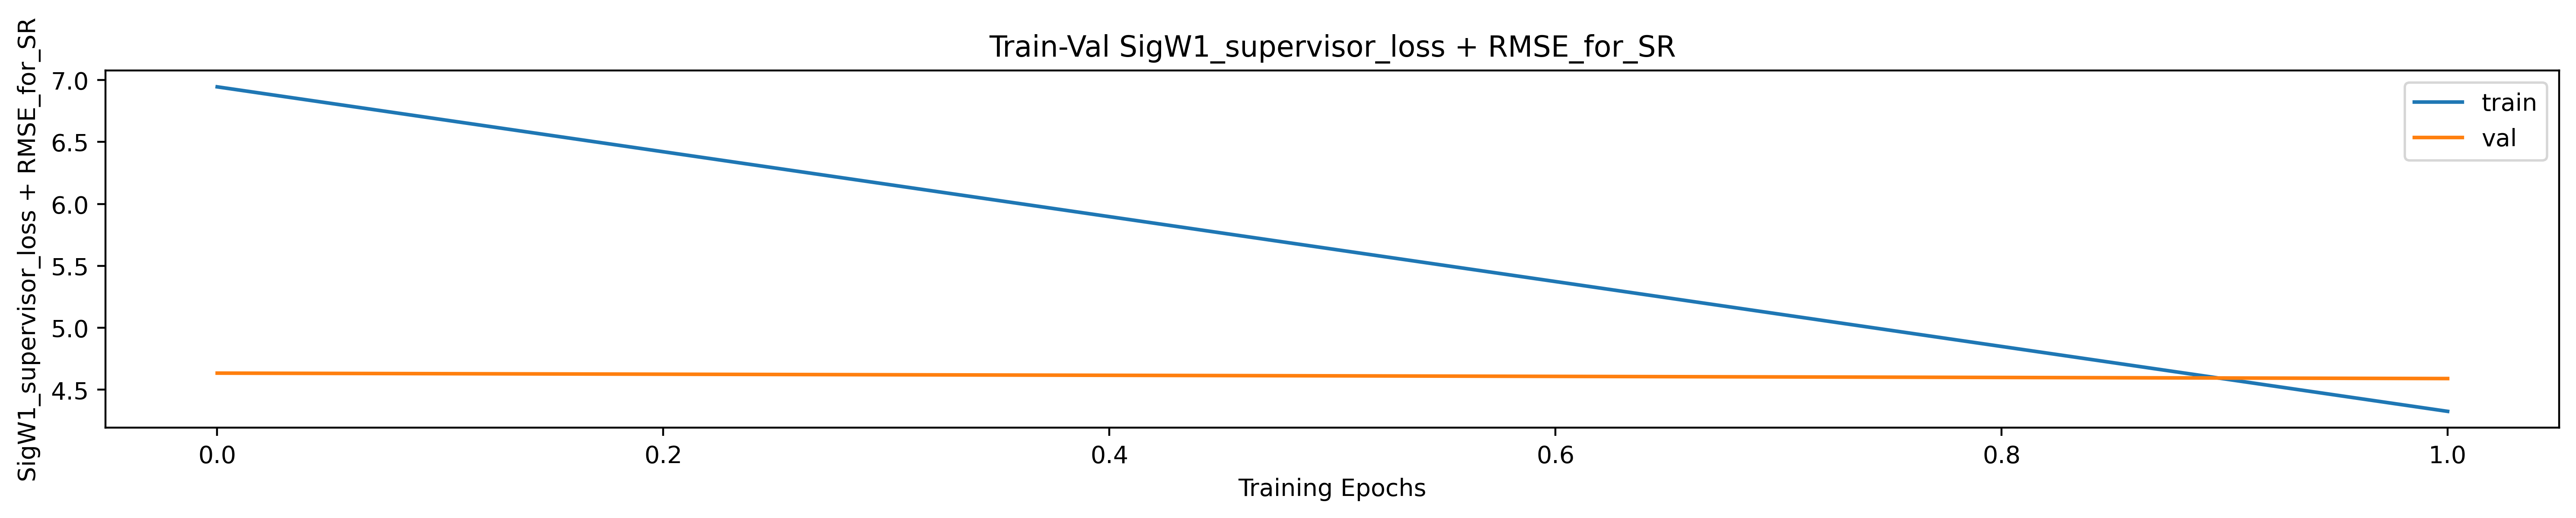 Train-Val SigW1_supervisor_loss + RMSE_for_SR
SigW1_supervisor_loss + RMSE_for_SR
7.0
6.5
6.0
5.5
5.0
4.5
train
val
0.0 0.2 0.4 0.6 0.8 1.0
Training Epochs